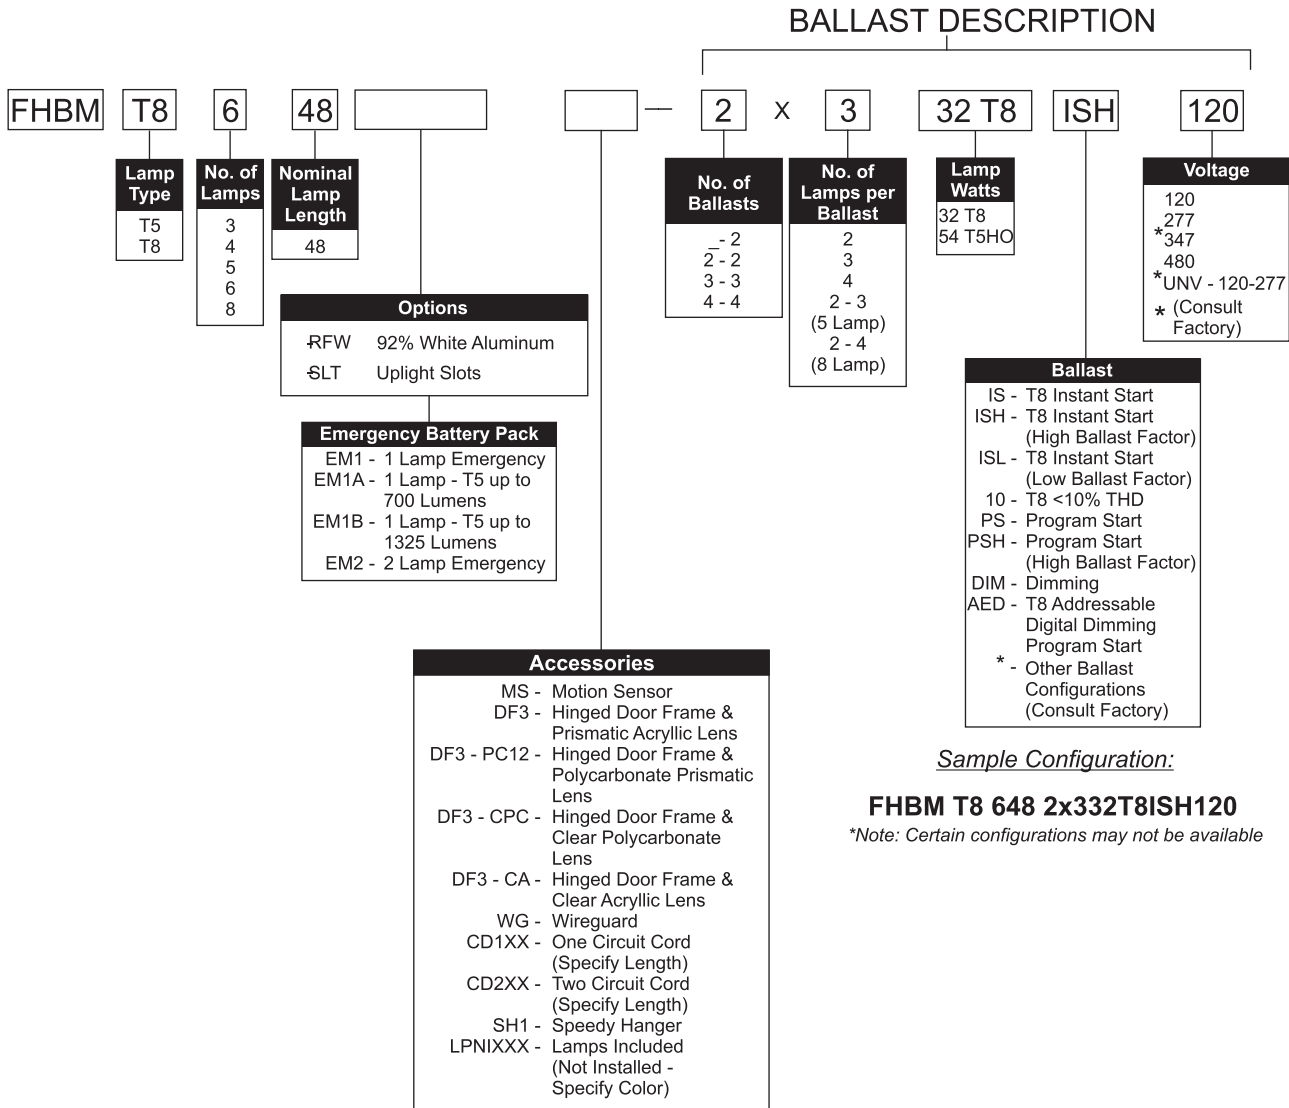 BALLAST DESCRIPTION
FHBM T8 6 48 — 2 X 3 32 T8 ISH 120
Lamp
Type
T5
T8
No. of
Lamps
3
4
5
6
8
Nominal
Lamp
Length
48
Options
-RFW 92% White Aluminum
-SLT Uplight Slots
Emergency Battery Pack
EM1 - 1 Lamp Emergency
EM1A - 1 Lamp - T5 up to
700 Lumens
EM1B - 1 Lamp - T5 up to
1325 Lumens
EM2 - 2 Lamp Emergency
Accessories
MS - Motion Sensor
DF3 - Hinged Door Frame &
Prismatic Acryllic Lens
DF3 - PC12 - Hinged Door Frame &
Polycarbonate Prismatic
Lens
DF3 - CPC - Hinged Door Frame &
Clear Polycarbonate
Lens
DF3 - CA - Hinged Door Frame &
Clear Acryllic Lens
WG - Wireguard
CD1XX - One Circuit Cord
(Specify Length)
CD2XX - Two Circuit Cord
(Specify Length)
SH1 - Speedy Hanger
LPNIXXX - Lamps Included
(Not Installed -
Specify Color)
No. of
Ballasts
_- 2
2 - 2
3 - 3
4 - 4
No. of
Lamps per
Ballast
2
3
4
2 - 3
(5 Lamp)
2 - 4
(8 Lamp)
Lamp
Watts
32 T8
54 T5HO
Ballast
IS - T8 Instant Start
ISH - T8 Instant Start
(High Ballast Factor)
ISL - T8 Instant Start
(Low Ballast Factor)
10 - T8 <10% THD
PS - Program Start
PSH - Program Start
(High Ballast Factor)
DIM - Dimming
AED - T8 Addressable
Digital Dimming
Program Start
* - Other Ballast
Configurations
(Consult Factory)
Voltage
120
277
*347
480
*UNV - 120-277
* (Consult
Factory)
Sample Configuration:
FHBM T8 648 2x332T8ISH120
*Note: Certain configurations may not be available